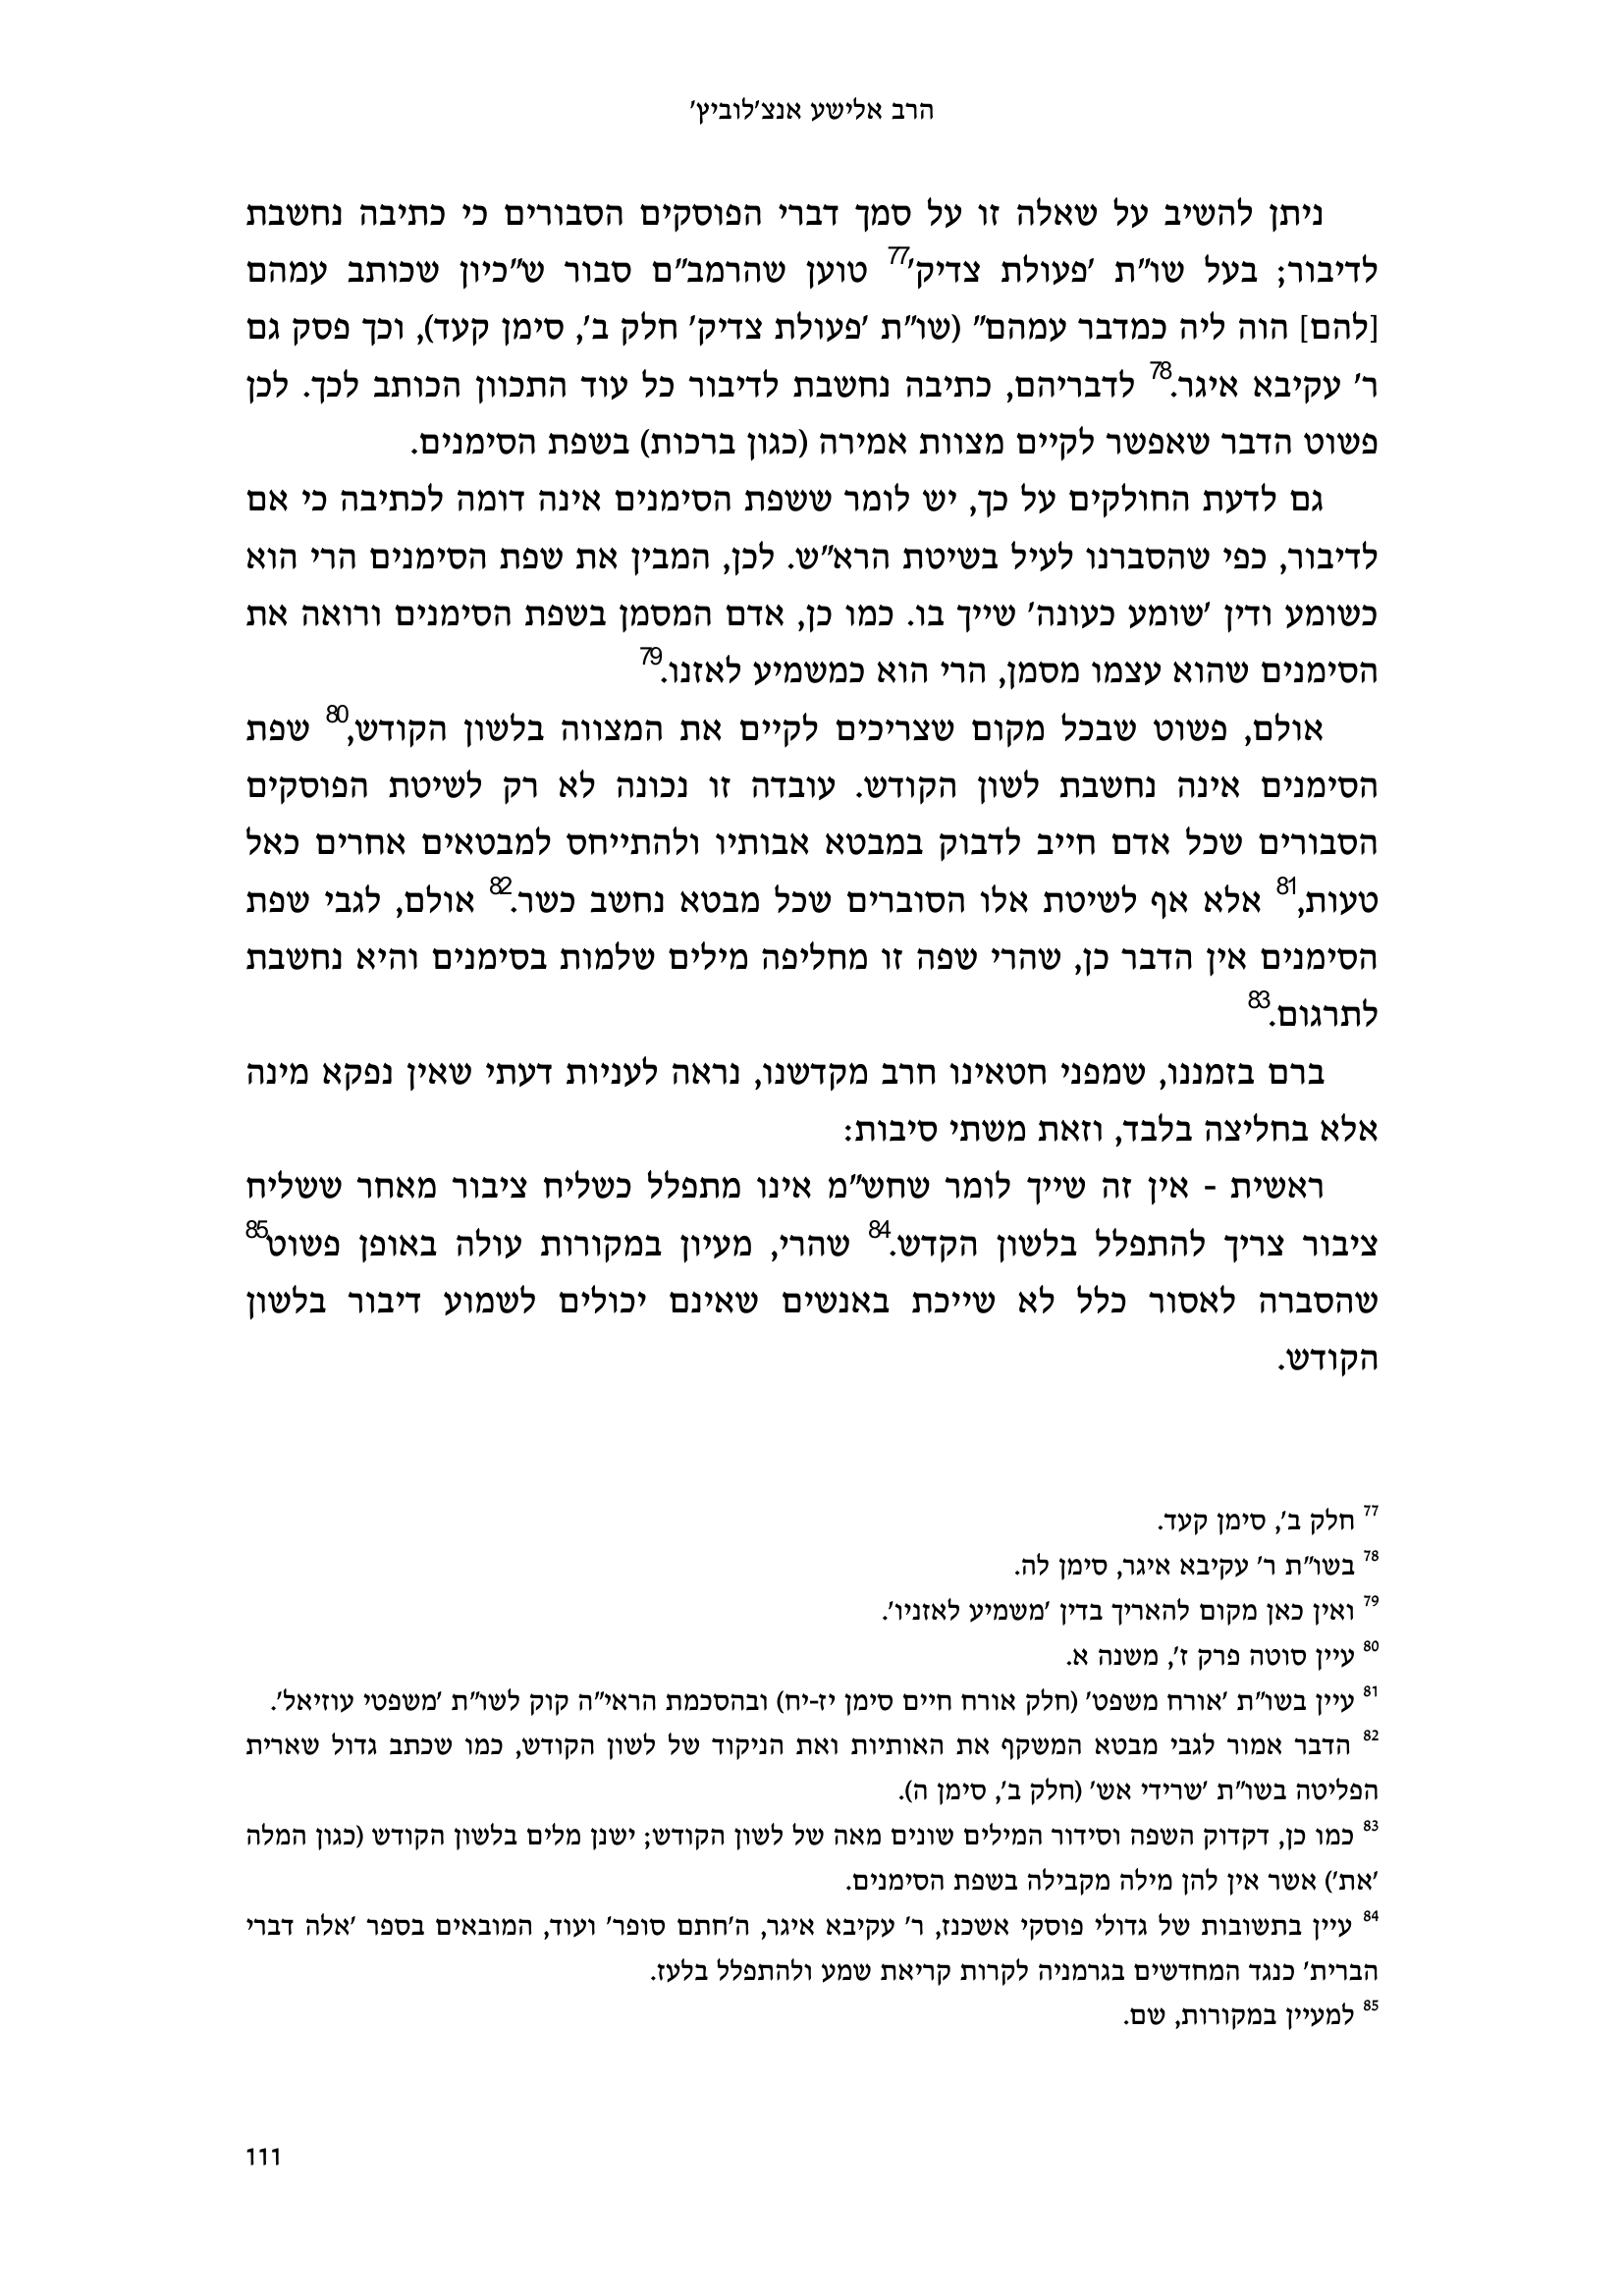 הרב אלישע אנצ'לוביץ'
ניתן להשיב על שאלה זו על סמך דברי הפוסקים הסבורים כי כתיבה נחשבת
לדיבור; בעל שו"ת 'פעולת צדיק'77 טוען שהרמב"ם סבור ש"כיון שכותב עמהם
[להם] הוה ליה כמדבר עמהם" (שו"ת 'פעולת צדיק' חלק ב', סימן קעד), וכך פסק גם
ר' עקיבא איגר.78 לדבריהם, כתיבה נחשבת לדיבור כל עוד התכוון הכותב לכך. לכן
פשוט הדבר שאפשר לקיים מצוות אמירה (כגון ברכות) בשפת הסימנים.
גם לדעת החולקים על כך, יש לומר ששפת הסימנים אינה דומה לכתיבה כי אם
לדיבור, כפי שהסברנו לעיל בשיטת הרא"ש. לכן, המבין את שפת הסימנים הרי הוא
כשומע ודין 'שומע כעונה' שייך בו. כמו כן, אדם המסמן בשפת הסימנים ורואה את
הסימנים שהוא עצמו מסמן, הרי הוא כמשמיע לאזנו.79
אולם, פשוט שבכל מקום שצריכים לקיים את המצווה בלשון הקודש,80 שפת
הסימנים אינה נחשבת לשון הקודש. עובדה זו נכונה לא רק לשיטת הפוסקים
הסבורים שכל אדם חייב לדבוק במבטא אבותיו ולהתייחס למבטאים אחרים כאל
טעות,81 אלא אף לשיטת אלו הסוברים שכל מבטא נחשב כשר.82 אולם, לגבי שפת
הסימנים אין הדבר כן, שהרי שפה זו מחליפה מילים שלמות בסימנים והיא נחשבת
לתרגום.83
ברם בזמננו, שמפני חטאינו חרב מקדשנו, נראה לעניות דעתי שאין נפקא מינה
אלא בחליצה בלבד, וזאת משתי סיבות:
ראשית - אין זה שייך לומר שחש"מ אינו מתפלל כשליח ציבור מאחר ששליח
ציבור צריך להתפלל בלשון הקדש.84 שהרי, מעיון במקורות עולה באופן פשוט85
שהסברה לאסור כלל לא שייכת באנשים שאינם יכולים לשמוע דיבור בלשון
הקודש.
77 חלק ב', סימן קעד.
78 בשו"ת ר' עקיבא איגר, סימן לה.
79 ואין כאן מקום להאריך בדין 'משמיע לאזניו'.
80 עיין סוטה פרק ז', משנה א.
81 עיין בשו"ת 'אורח משפט' (חלק אורח חיים סימן יז-יח) ובהסכמת הראי"ה קוק לשו"ת 'משפטי עוזיאל'.
82 הדבר אמור לגבי מבטא המשקף את האותיות ואת הניקוד של לשון הקודש, כמו שכתב גדול שארית
הפליטה בשו"ת 'שרידי אש' (חלק ב', סימן ה).
83 כמו כן, דקדוק השפה וסידור המילים שונים מאה של לשון הקודש; ישנן מלים בלשון הקודש (כגון המלה
'את') אשר אין להן מילה מקבילה בשפת הסימנים.
84 עיין בתשובות של גדולי פוסקי אשכנז, ר' עקיבא איגר, ה'חתם סופר' ועוד, המובאים בספר 'אלה דברי
הברית' כנגד המחדשים בגרמניה לקרות קריאת שמע ולהתפלל בלעז.
85 למעיין במקורות, שם.
111